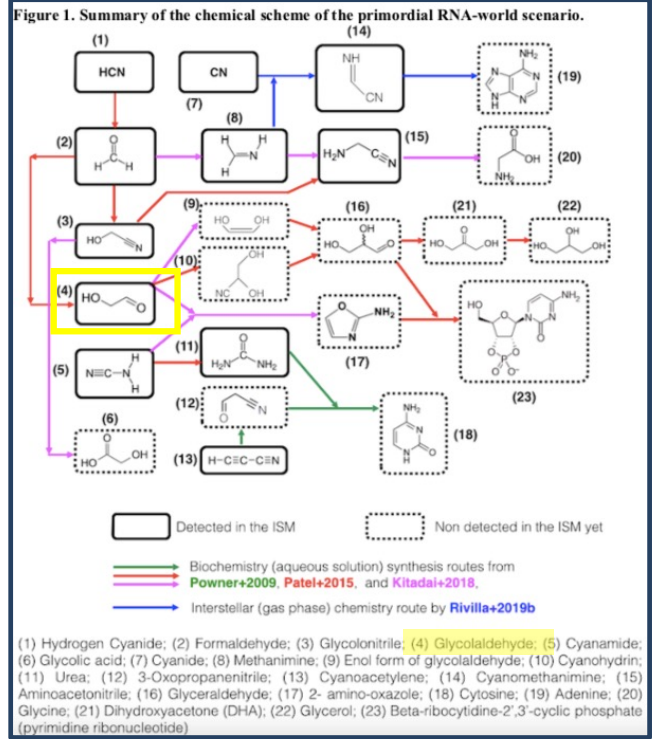 Figure 1. Summary of the chemical scheme of the primordial RNA-world scenario.
(1)
HCN
CN
(7)
(14)
NH
CN
NH₂
N
N
N
N
H
(19)
(2)
O
H
H
(8)
H
H
N
H
(15)
H₂N
N
O
OH
NH₂
(20)
(3)
HO
N
(9)
HO
OH
(16)
OH
HO
O
(21)
O
HO
OH
(22)
OH
HO
OH
(4)
HO
O
(10)
OH
NC
OH
(5)
N≡C-N
H
H
(11)
O
H₂N
NH₂
O
NH₂
N
(17)
HO
O
N
N
NH₂
O
O
O
P
O
O⁻
(23)
(6)
O
HO
OH
(12)
O
N
(13)
H-C≡C-C≡N
NH₂
N
N
H
O
(18)
Detected in the ISM
Non detected in the ISM yet
Biochemistry (aqueous solution) synthesis routes from
Powner+2009, Patel+2015, and Kitadai+2018,
Interstellar (gas phase) chemistry route by Rivilla+2019b
(1) Hydrogen Cyanide; (2) Formaldehyde; (3) Glycolonitrile; (4) Glycolaldehyde; (5) Cyanamide;
(6) Glycolic acid; (7) Cyanide; (8) Methanimine; (9) Enol form of glycolaldehyde; (10) Cyanohydrin;
(11) Urea; (12) 3-Oxopropanenitrile; (13) Cyanoacetylene; (14) Cyanomethanimine; (15)
Aminoacetonitrile; (16) Glyceraldehyde; (17) 2- amino-oxazole; (18) Cytosine; (19) Adenine; (20)
Glycine; (21) Dihydroxyacetone (DHA); (22) Glycerol; (23) Beta-ribocytidine-2',3'-cyclic phosphate
(pyrimidine ribonucleotide)